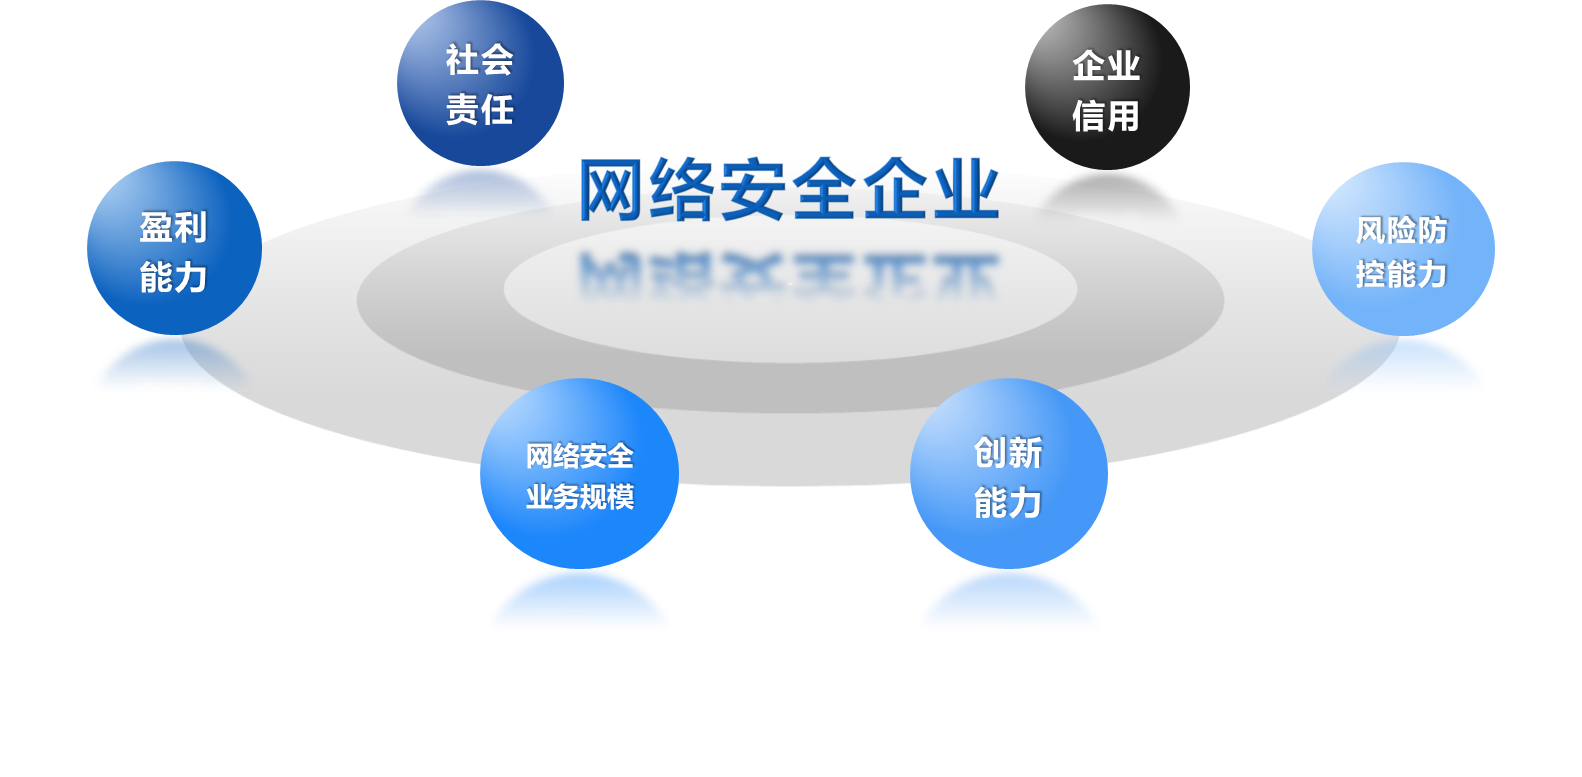 社会
责任
企业
信用
网络安全企业
盈利
能力
风险防
控能力
网络安全
业务规模
创新
能力